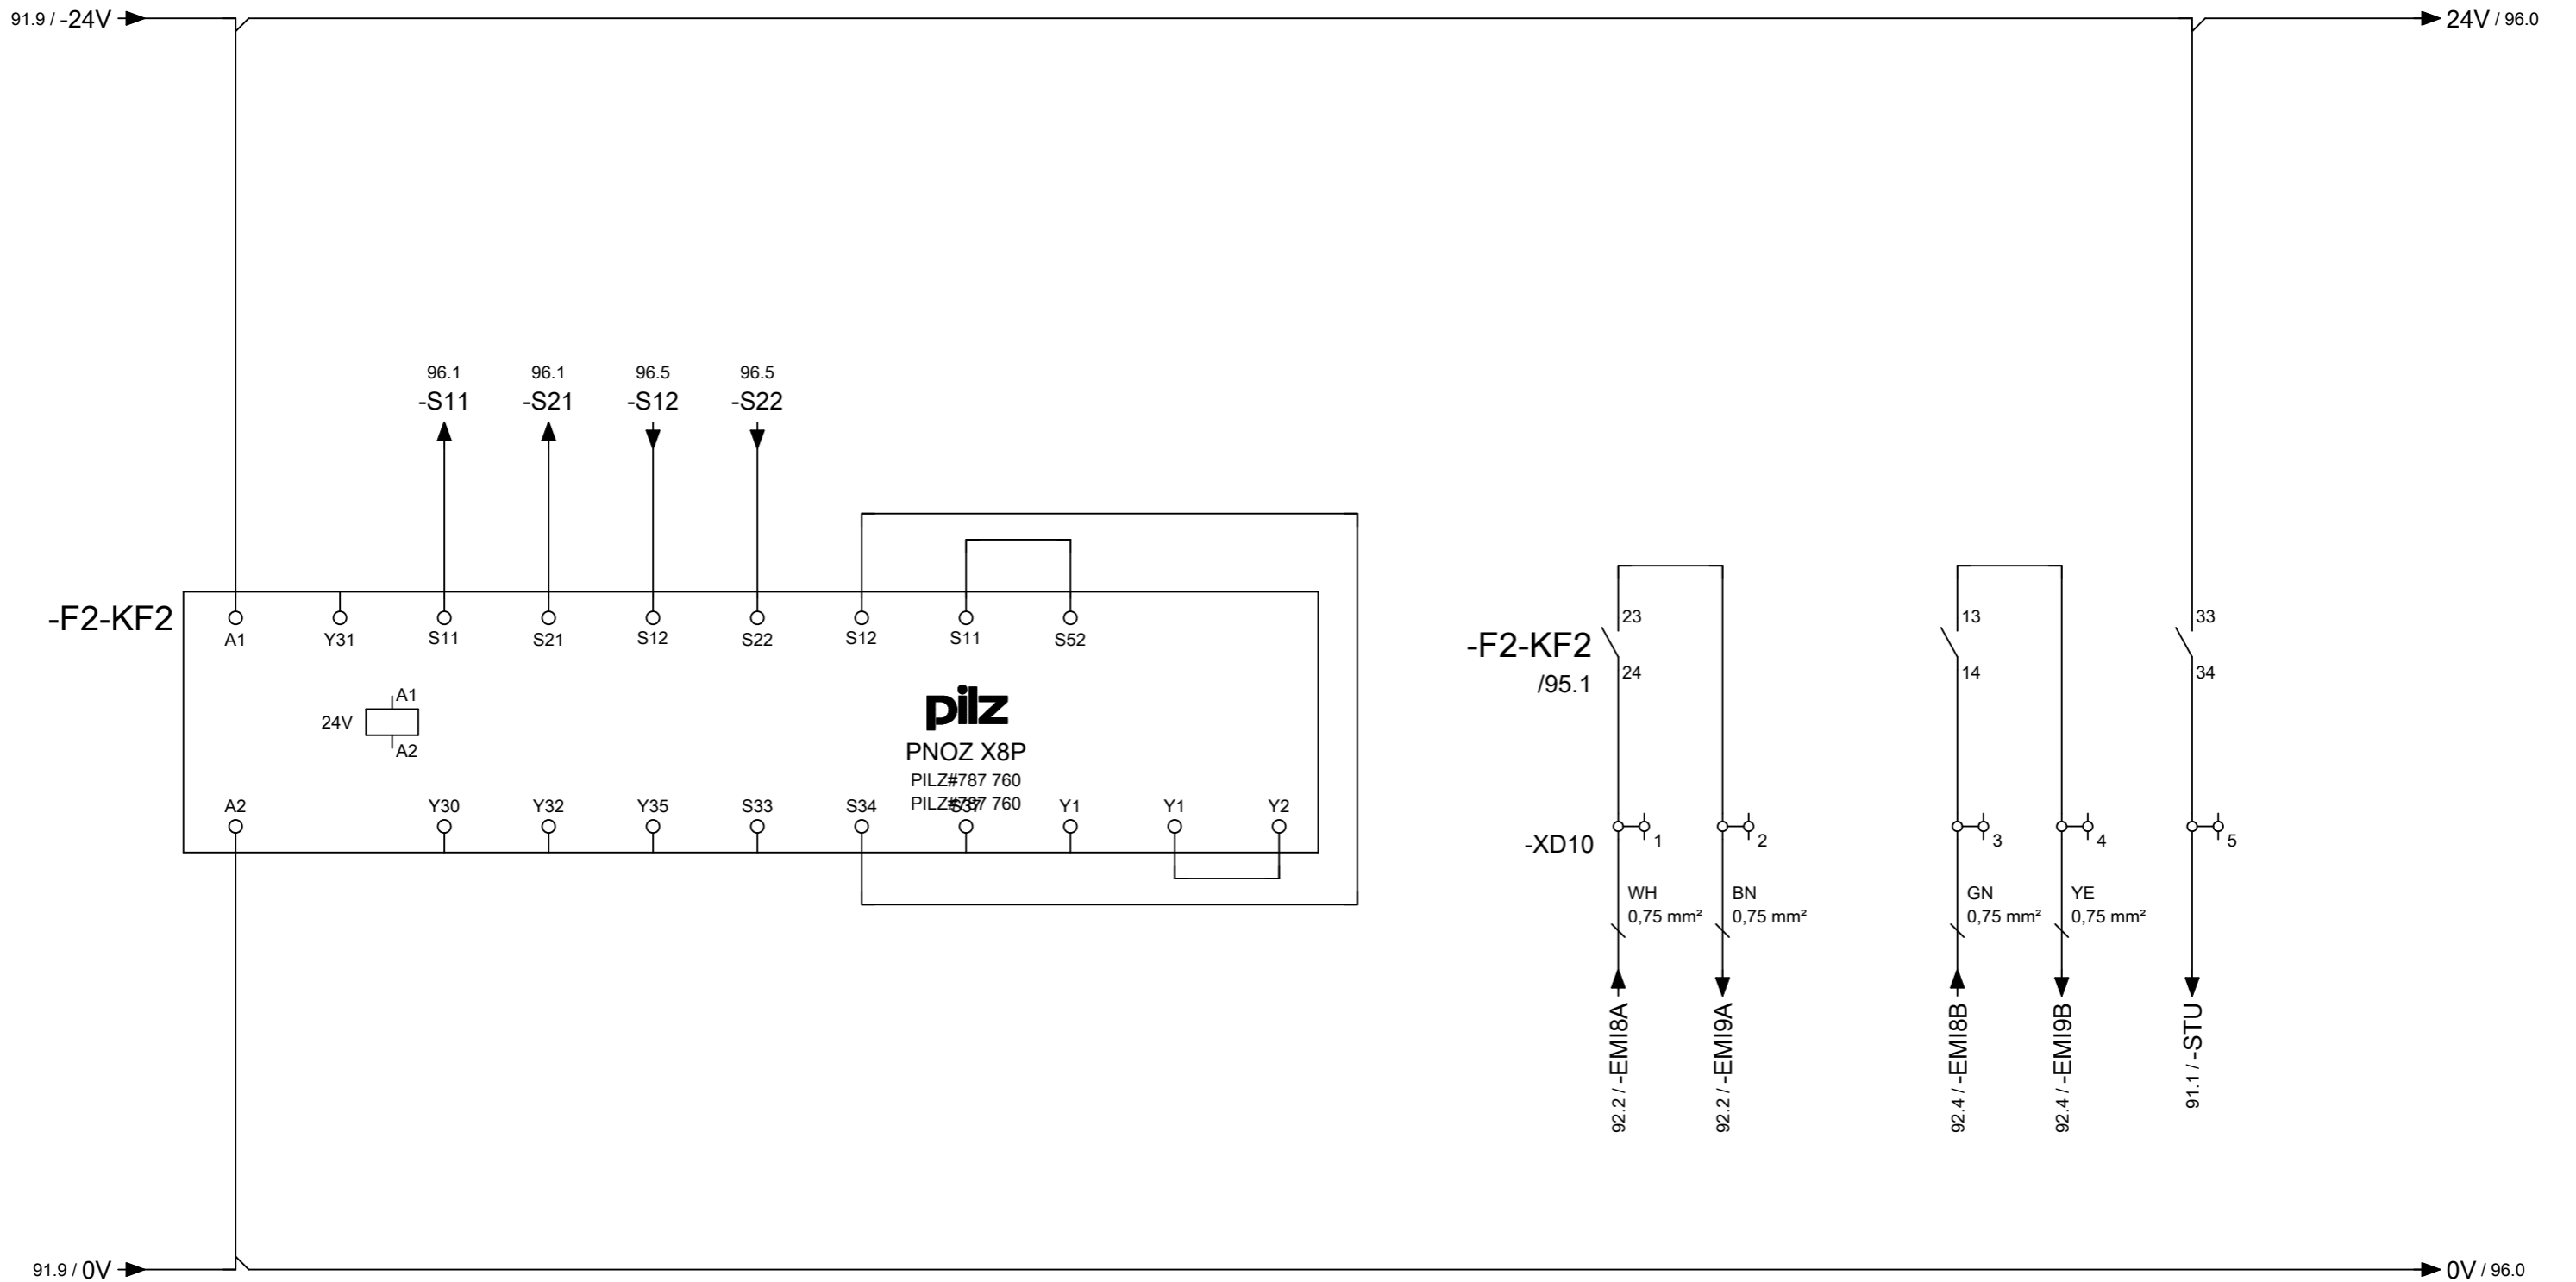 91.9 / -24V
24V / 96.0
96.1
-S11
96.1
-S21
96.5
-S12
96.5
-S22
-F2-KF2
A1
Y31
S11
S21
S12
S22
S12
S11
S52
24V
A1
A2
pilz
PNOZ X8P
PILZ#787 760
PILZ#787 760
A2
Y30
Y32
Y35
S33
S34
S37
Y1
Y1
Y2
-F2-KF2
/95.1
23
24
13
14
33
34
-XD10
1
2
3
4
5
WH
0,75 mm²
BN
0,75 mm²
GN
0,75 mm²
YE
0,75 mm²
92.2 / -EMI8A
92.2 / -EMI9A
92.4 / -EMI8B
92.4 / -EMI9B
91.1 / -STU
91.9 / 0V
0V / 96.0